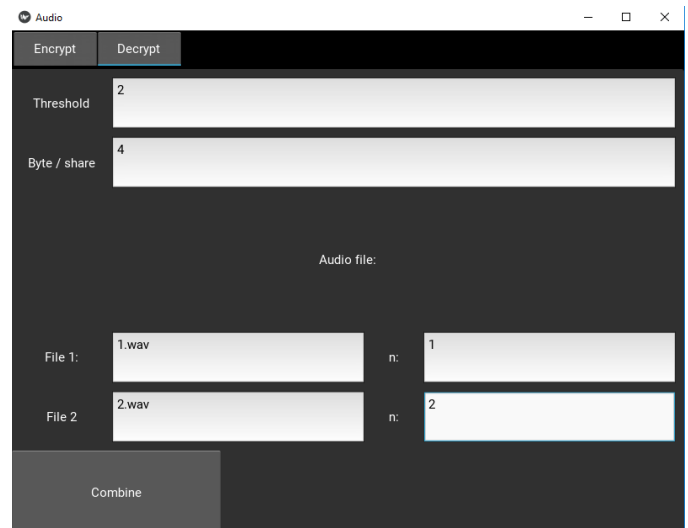 Audio
Encrypt Decrypt
Threshold 2
Byte / share 4
Audio file:
File 1: 1.wav n: 1
File 2 2.wav n: 2
Combine